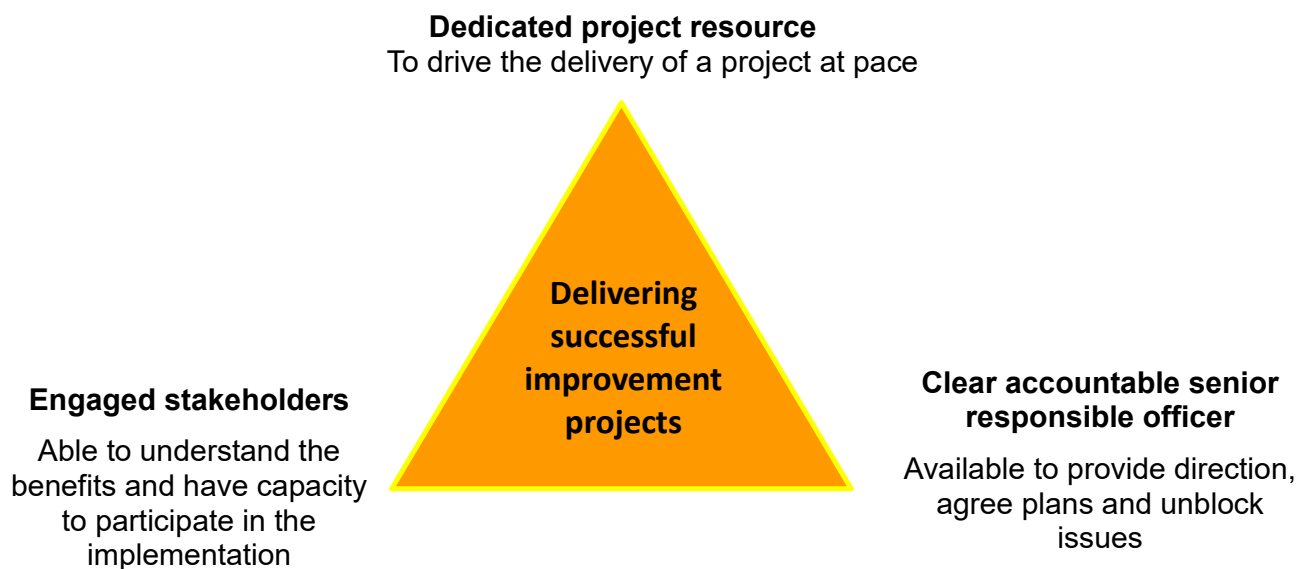 Dedicated project resource
To drive the delivery of a project at pace
Delivering
successful
improvement
projects
Engaged stakeholders
Able to understand the
benefits and have capacity
to participate in the
implementation
Clear accountable senior
responsible officer
Available to provide direction,
agree plans and unblock
issues